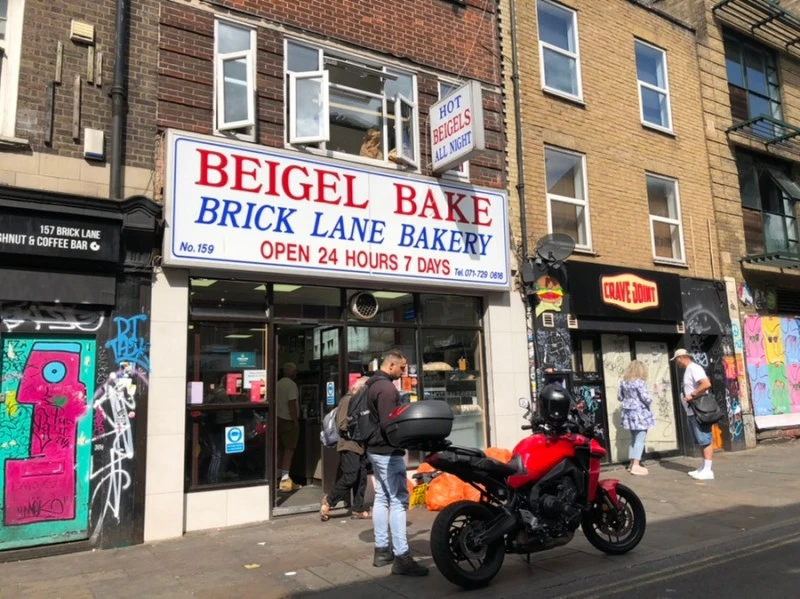 HOT
BEIGELS
ALL NIGHT
BEIGEL BAKE
BRICK LANE BAKERY
No. 159
OPEN 24 HOURS 7 DAYS
Tel. 071-729 0616
157 BRICK LANE
GHNUT & COFFEE BAR
CRAVE JOINT